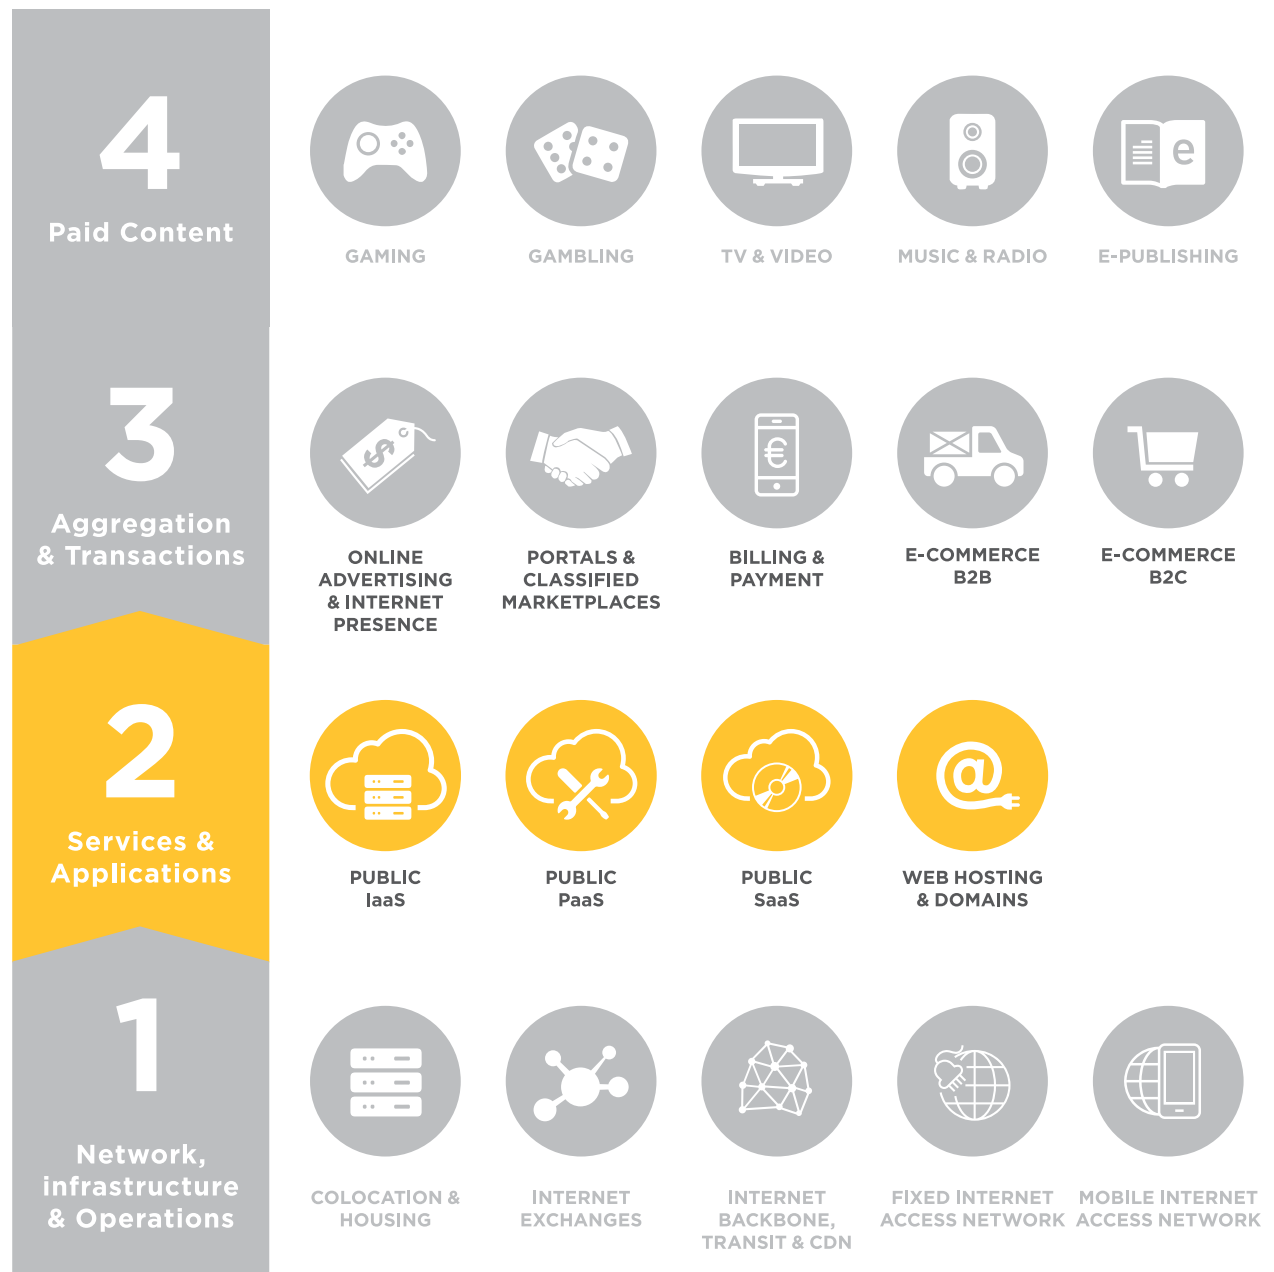 4
Paid Content
GAMING
GAMBLING
TV & VIDEO
MUSIC & RADIO
e
E-PUBLISHING
3
Aggregation
& Transactions
$
€
ONLINE
ADVERTISING
& INTERNET
PRESENCE
PORTALS &
CLASSIFIED
MARKETPLACES
BILLING &
PAYMENT
E-COMMERCE
B2B
E-COMMERCE
B2C
2
Services &
Applications
@
PUBLIC
IaaS
PUBLIC
PaaS
PUBLIC
SaaS
WEB HOSTING
& DOMAINS
1
Network,
infrastructure
& Operations
COLOCATION &
HOUSING
INTERNET
EXCHANGES
INTERNET
BACKBONE,
TRANSIT & CDN
FIXED INTERNET
ACCESS NETWORK
MOBILE INTERNET
ACCESS NETWORK